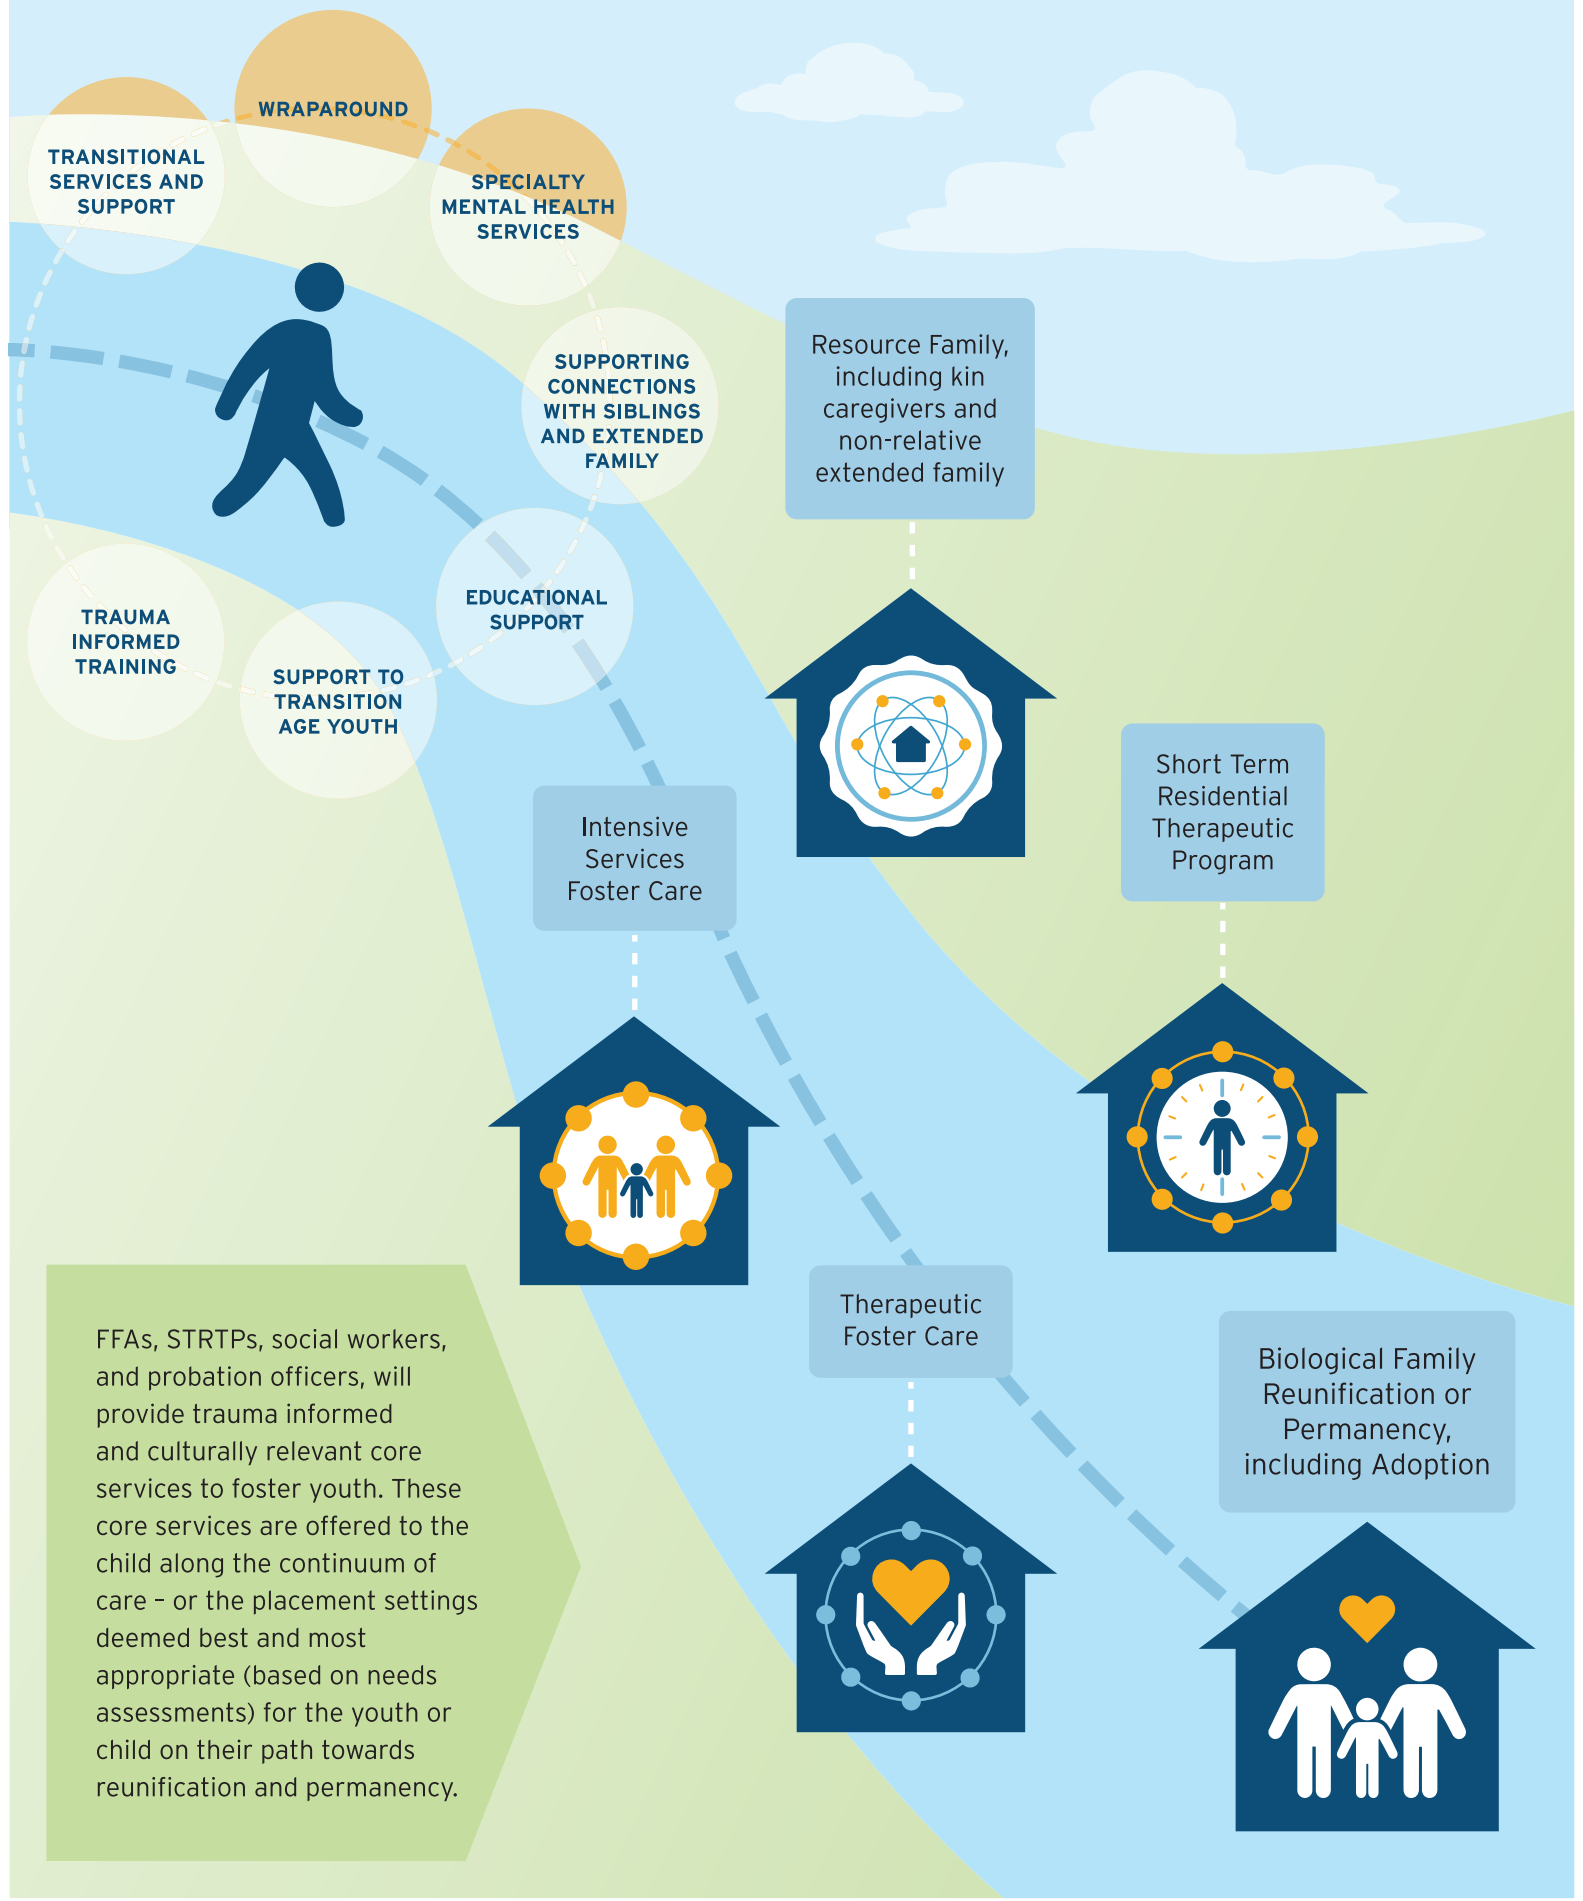 WRAPAROUND
TRANSITIONAL
SERVICES AND
SUPPORT
SPECIALTY
MENTAL HEALTH
SERVICES
SUPPORTING
CONNECTIONS
WITH SIBLINGS
AND EXTENDED
FAMILY
EDUCATIONAL
SUPPORT
TRAUMA
INFORMED
TRAINING
SUPPORT TO
TRANSITION
AGE YOUTH
Resource Family,
including kin
caregivers and
non-relative
extended family
Short Term
Residential
Therapeutic
Program
Intensive
Services
Foster Care
Therapeutic
Foster Care
Biological Family
Reunification or
Permanency,
including Adoption
FFAs, STRTPs, social workers,
and probation officers, will
provide trauma informed
and culturally relevant core
services to foster youth. These
core services are offered to the
child along the continuum of
care – or the placement settings
deemed best and most
appropriate (based on needs
assessments) for the youth or
child on their path towards
reunification and permanency.